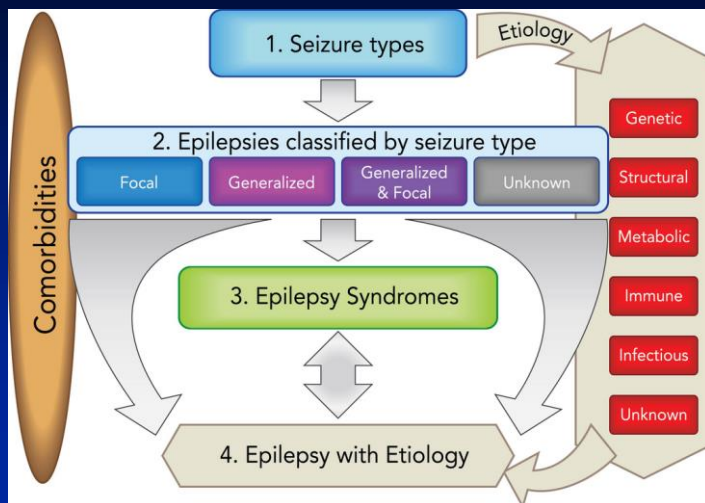 1. Seizure types
Etiology
2. Epilepsies classified by seizure type
Focal
Generalized
Generalized
& Focal
Unknown
3. Epilepsy Syndromes
4. Epilepsy with Etiology
Comorbidities
Genetic
Structural
Metabolic
Immune
Infectious
Unknown